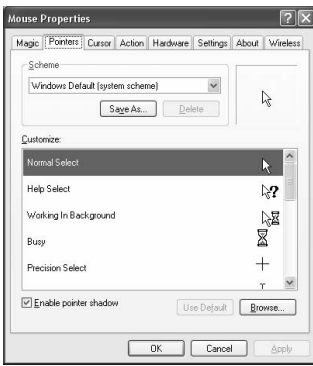 Mouse Properties
Magic Pointers Cursor Action Hardware Settings About Wireless
Scheme
Windows Default (system scheme)
Save As... Delete
Customize:
Normal Select
Help Select
Working In Background
Busy
Precision Select
Enable pointer shadow
Use Default Browse...
OK Cancel Apply